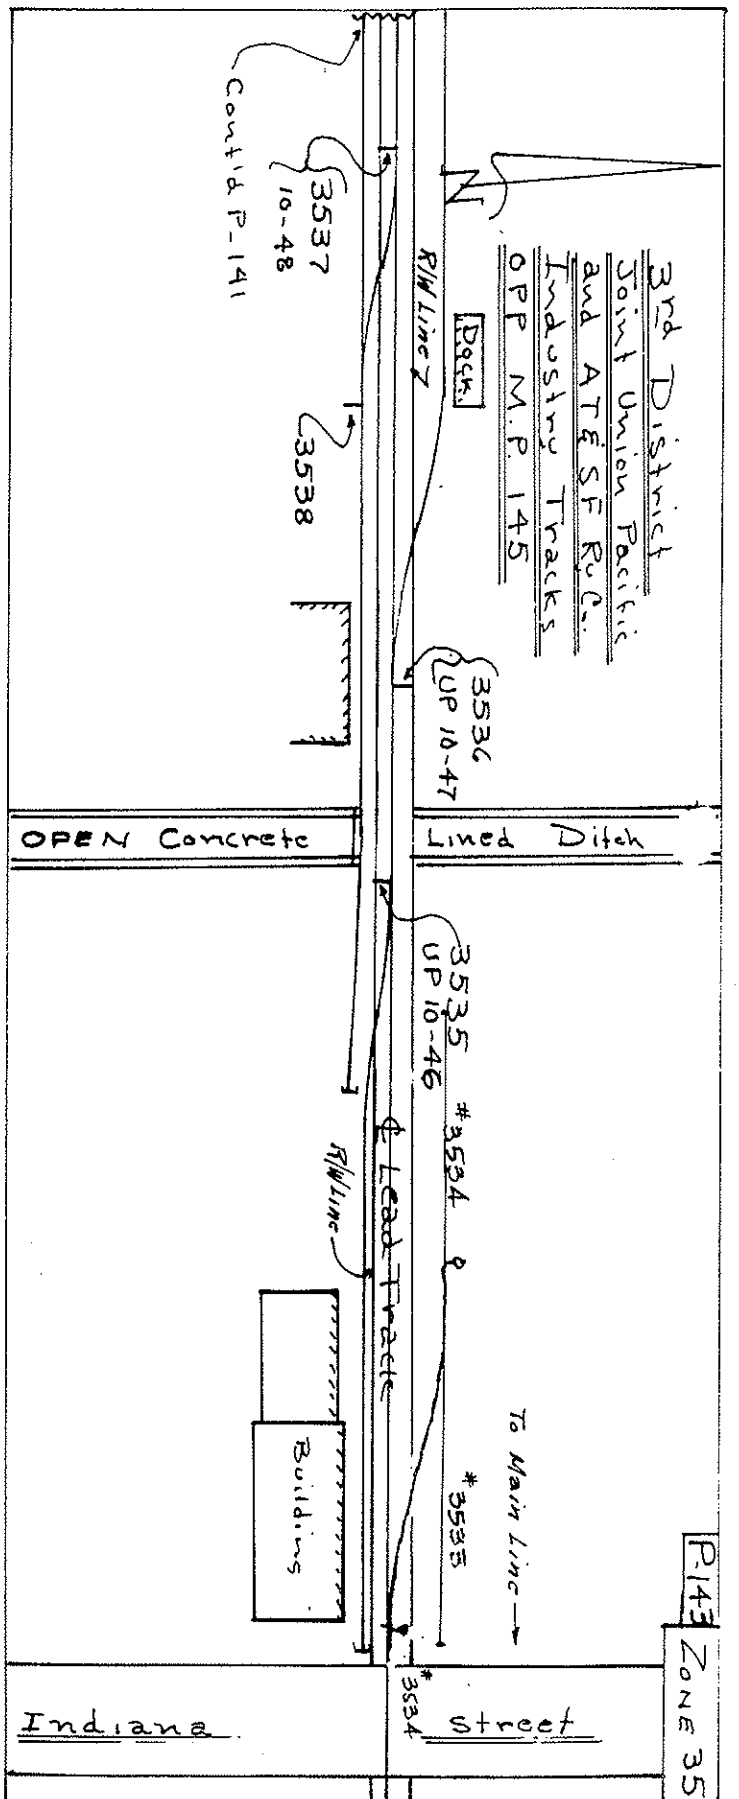 P-143
ZONE 35
3rd District
Joint Union Pacific
and AT&SF Ry Co.
Industry Tracks
OPP M.P. 145
N
Dock
R/W Line
Cont'd P-141
3537
10-48
3538
3536
UP 10-47
OPEN Concrete Lined Ditch
3535
UP 10-46
#3534
#3533
To Main Line
℄ Lead Track
R/W Line
Building
#3534
Indiana Street